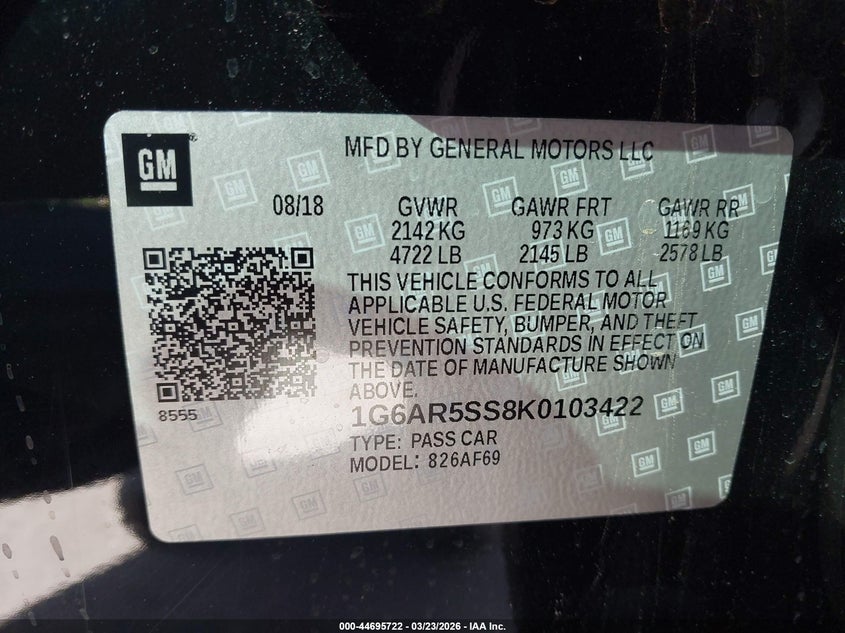 GM
MFD BY GENERAL MOTORS LLC
08/18 GVWR GAWR FRT GAWR RR
2142 KG 973 KG 1169 KG
4722 LB 2145 LB 2578 LB
THIS VEHICLE CONFORMS TO ALL
APPLICABLE U.S. FEDERAL MOTOR
VEHICLE SAFETY, BUMPER, AND THEFT
PREVENTION STANDARDS IN EFFECT ON
THE DATE OF MANUFACTURE SHOWN
ABOVE.
8555
1G6AR5SS8K0103422
TYPE: PASS CAR
MODEL: 826AF69
000-44695722 - 03/23/2026 - IAA Inc.